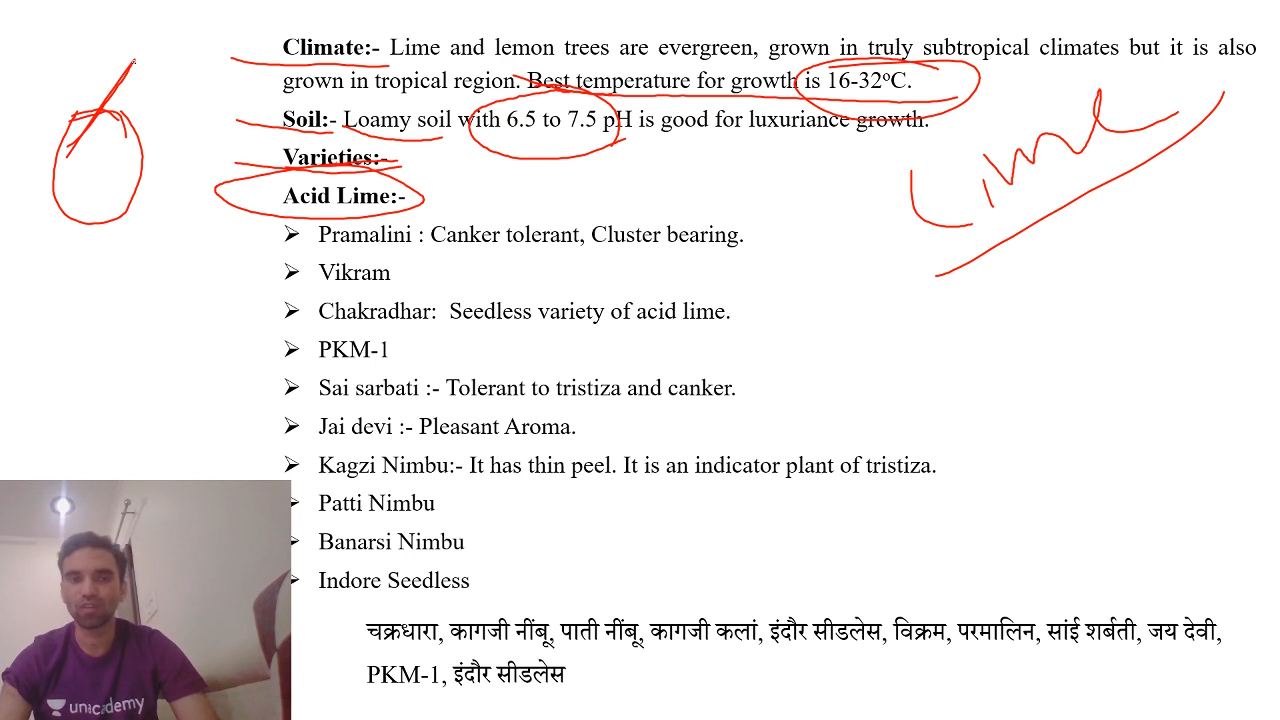 Climate:- Lime and lemon trees are evergreen, grown in truly subtropical climates but it is also
grown in tropical region. Best temperature for growth is 16-32°C.
Soil:- Loamy soil with 6.5 to 7.5 pH is good for luxuriance growth.
Varieties:-
Acid Lime:-
Lime
➢ Pramalini : Canker tolerant, Cluster bearing.
➢ Vikram
➢ Chakradhar: Seedless variety of acid lime.
➢ PKM-1
➢ Sai sarbati :- Tolerant to tristiza and canker.
➢ Jai devi :- Pleasant Aroma.
➢ Kagzi Nimbu:- It has thin peel. It is an indicator plant of tristiza.
➢ Patti Nimbu
➢ Banarsi Nimbu
➢ Indore Seedless
चक्रधारा, कागजी नींबू, पाती नींबू, कागजी कलां, इंदौर सीडलेस, विक्रम, परमालिन, सांई शर्बती, जय देवी,
PKM-1, इंदौर सीडलेस
unacademy